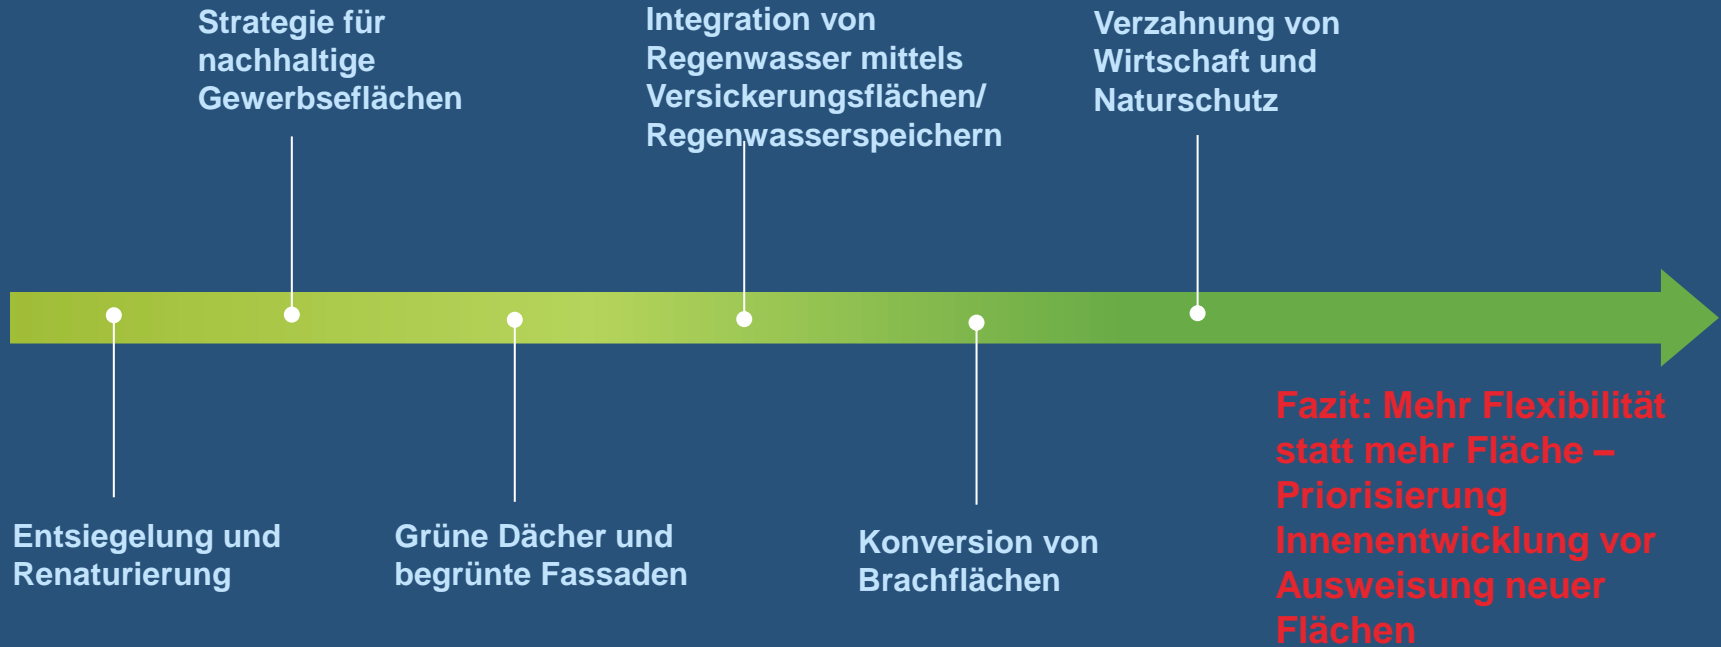 Strategie für
nachhaltige
Gewerbseflächen
Integration von
Regenwasser mittels
Versickerungsflächen/
Regenwasserspeichern
Verzahnung von
Wirtschaft und
Naturschutz
Entsiegelung und
Renaturierung
Grüne Dächer und
begrünte Fassaden
Konversion von
Brachflächen
Fazit: Mehr Flexibilität
statt mehr Fläche –
Priorisierung
Innenentwicklung vor
Ausweisung neuer
Flächen